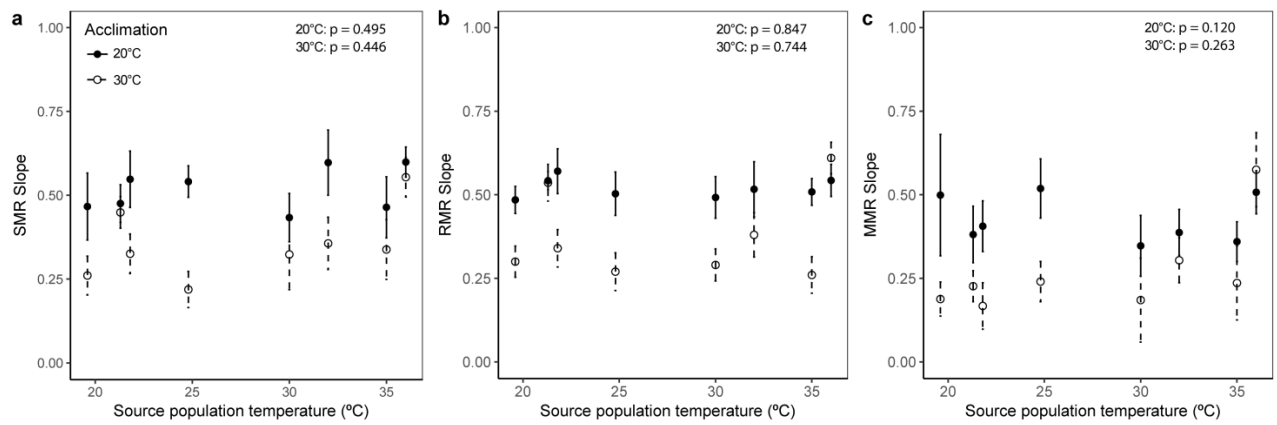 a
Acclimation
20°C
30°C
20°C: p = 0.495
30°C: p = 0.446
1.00
0.75
0.50
0.25
0.00
SMR Slope
20
25
30
35
Source population temperature (ºC)
b
20°C: p = 0.847
30°C: p = 0.744
1.00
0.75
0.50
0.25
0.00
RMR Slope
20
25
30
35
Source population temperature (ºC)
c
20°C: p = 0.120
30°C: p = 0.263
1.00
0.75
0.50
0.25
0.00
MMR Slope
20
25
30
35
Source population temperature (ºC)